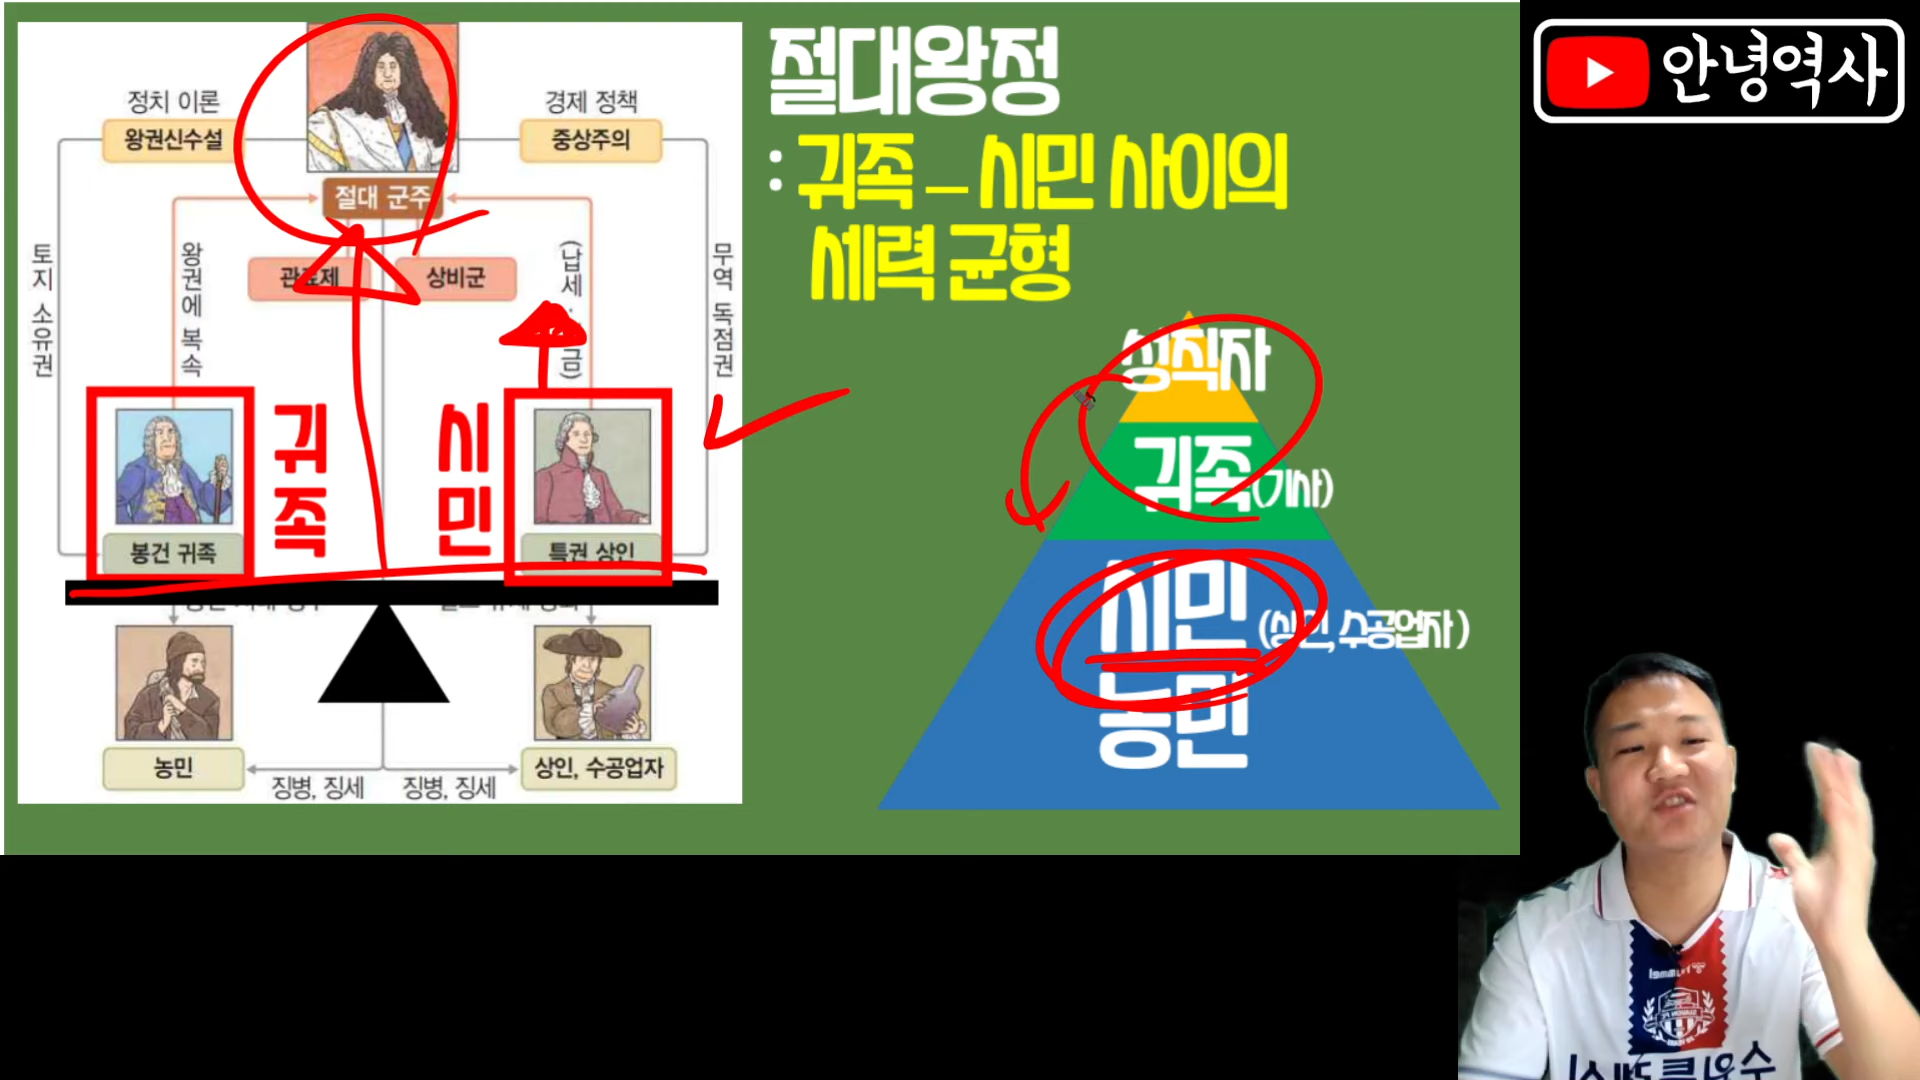 안녕역사
절대왕정
: 귀족 – 시민 사이의
세력 균형
정치 이론
왕권신수설
경제 정책
중상주의
절대 군주
관료제
상비군
토지 소유권
왕권에 복속
무역 독점권
귀족
시민
봉건 귀족
특권 상인
농민
상인, 수공업자
징병, 징세
징병, 징세
성직자
귀족(기사)
시민 (상인, 수공업자)
농민
hummel